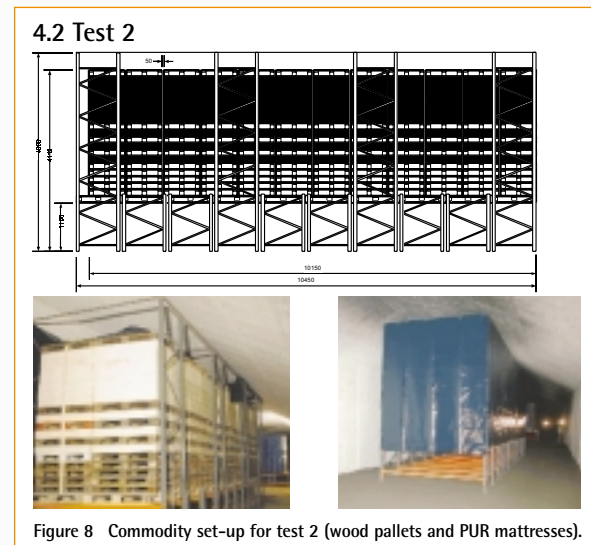 4.2 Test 2
50
10150
10450
Figure 8 Commodity set-up for test 2 (wood pallets and PUR mattresses).